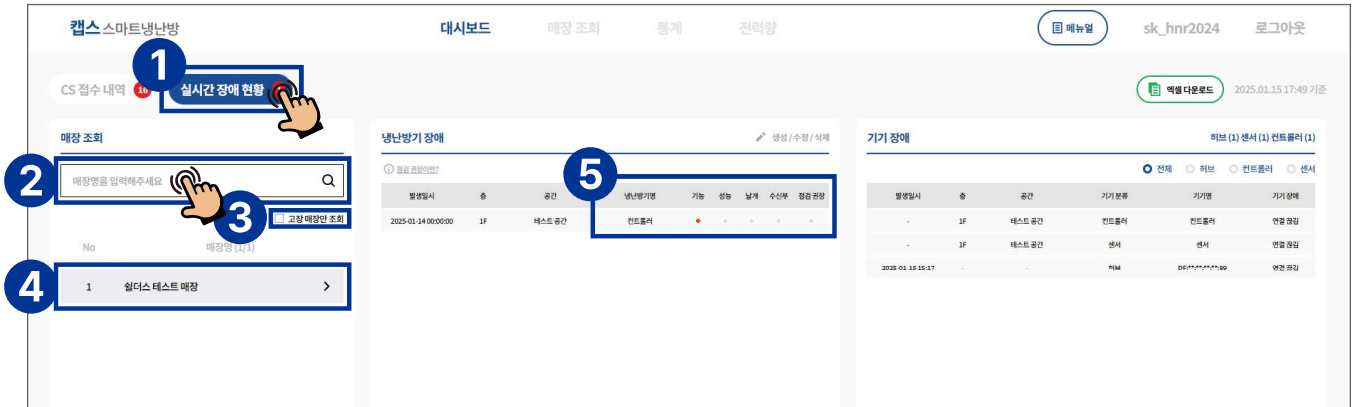 캡스 스마트냉난방 대시보드 매장 조회 통계 전력량 메뉴얼 sk_hnr2024 로그아웃
1
CS 접수 내역 16 실시간 장애 현황 엑셀 다운로드 2025.01.15 17:49 기준
매장 조회
2
매장명을 입력해주세요
3
고장 매장만 조회
No 매장명 (1/1)
4
1 쉴더스 테스트 매장
냉난방기 장애 생성 / 수정 / 삭제
점검 권장이란?
5
발생일시 층 공간 냉난방기명 기능 성능 날개 수신부 점검 권장
2025-01-14 00:00:00 1F 테스트 공간 컨트롤러
기기 장애 허브 (1) 센서 (1) 컨트롤러 (1)
전체 허브 컨트롤러 센서
발생일시 층 공간 기기 분류 기기명 기기 장애
- 1F 테스트 공간 컨트롤러 컨트롤러 연결 끊김
- 1F 테스트 공간 센서 센서 연결 끊김
2025-01-15 15:17 - - 허브 DF:**:**:**:**:99 연결 끊김